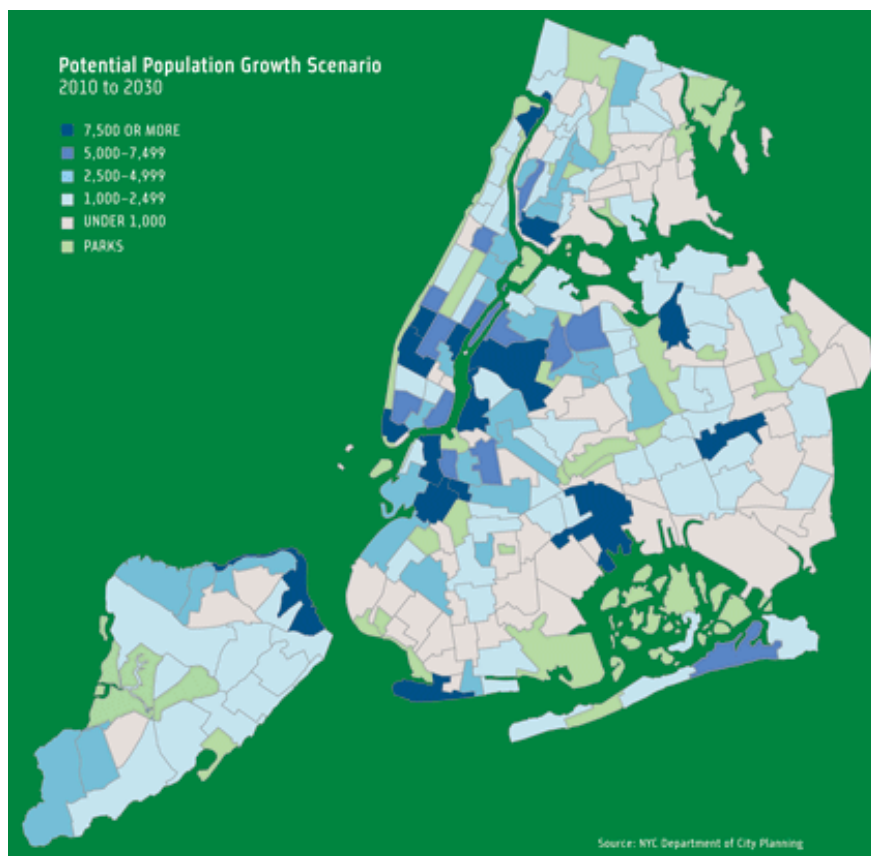 Potential Population Growth Scenario
2010 to 2030
7,500 OR MORE
5,000–7,499
2,500–4,999
1,000–2,499
UNDER 1,000
PARKS
Source: NYC Department of City Planning